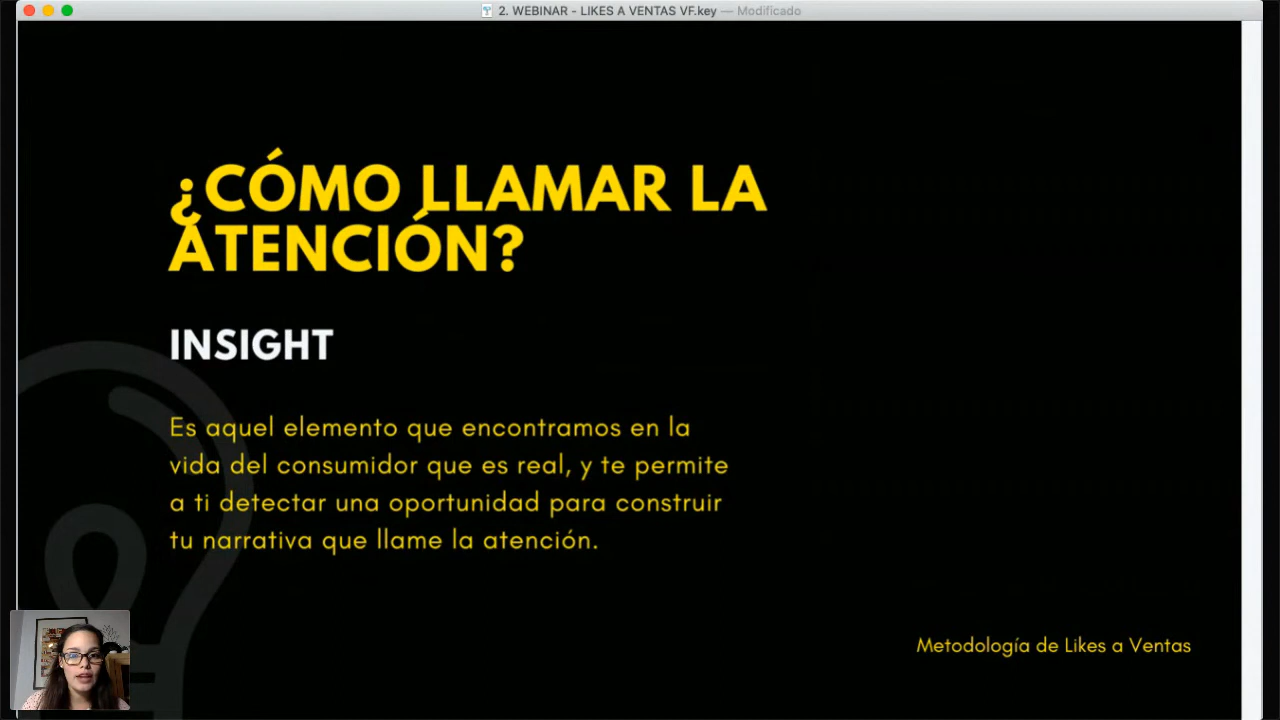 2. WEBINAR - LIKES A VENTAS VF.key — Modificado
¿CÓMO LLAMAR LA
ATENCIÓN?
INSIGHT
Es aquel elemento que encontramos en la
vida del consumidor que es real, y te permite
a ti detectar una oportunidad para construir
tu narrativa que llame la atención.
Metodología de Likes a Ventas